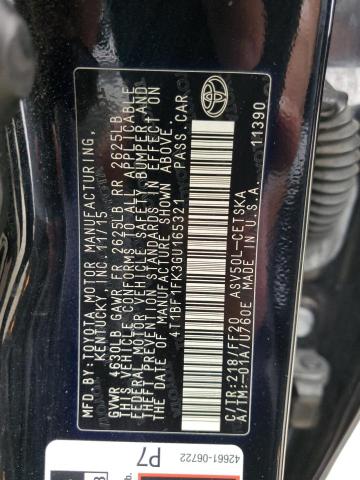 MFD.BY: TOYOTA MOTOR MANUFACTURING,
KENTUCKY, INC. 11/15
GVWR 4630LB GAWR FR 2625LB RR 2625LB
THIS VEHICLE CONFORMS TO ALL APPLICABLE
FEDERAL MOTOR VEHICLE SAFETY, BUMPER, AND
THEFT PREVENTION STANDARDS IN EFFECT ON
THE DATE OF MANUFACTURE SHOWN ABOVE.
4T1BF1FK3GU165321 PASS.CAR
C/TR:218/FF20 ASV50L-CETSKA
A/TM:-01A/U760E MADE IN U.S.A. 11390
42661-06722
P7